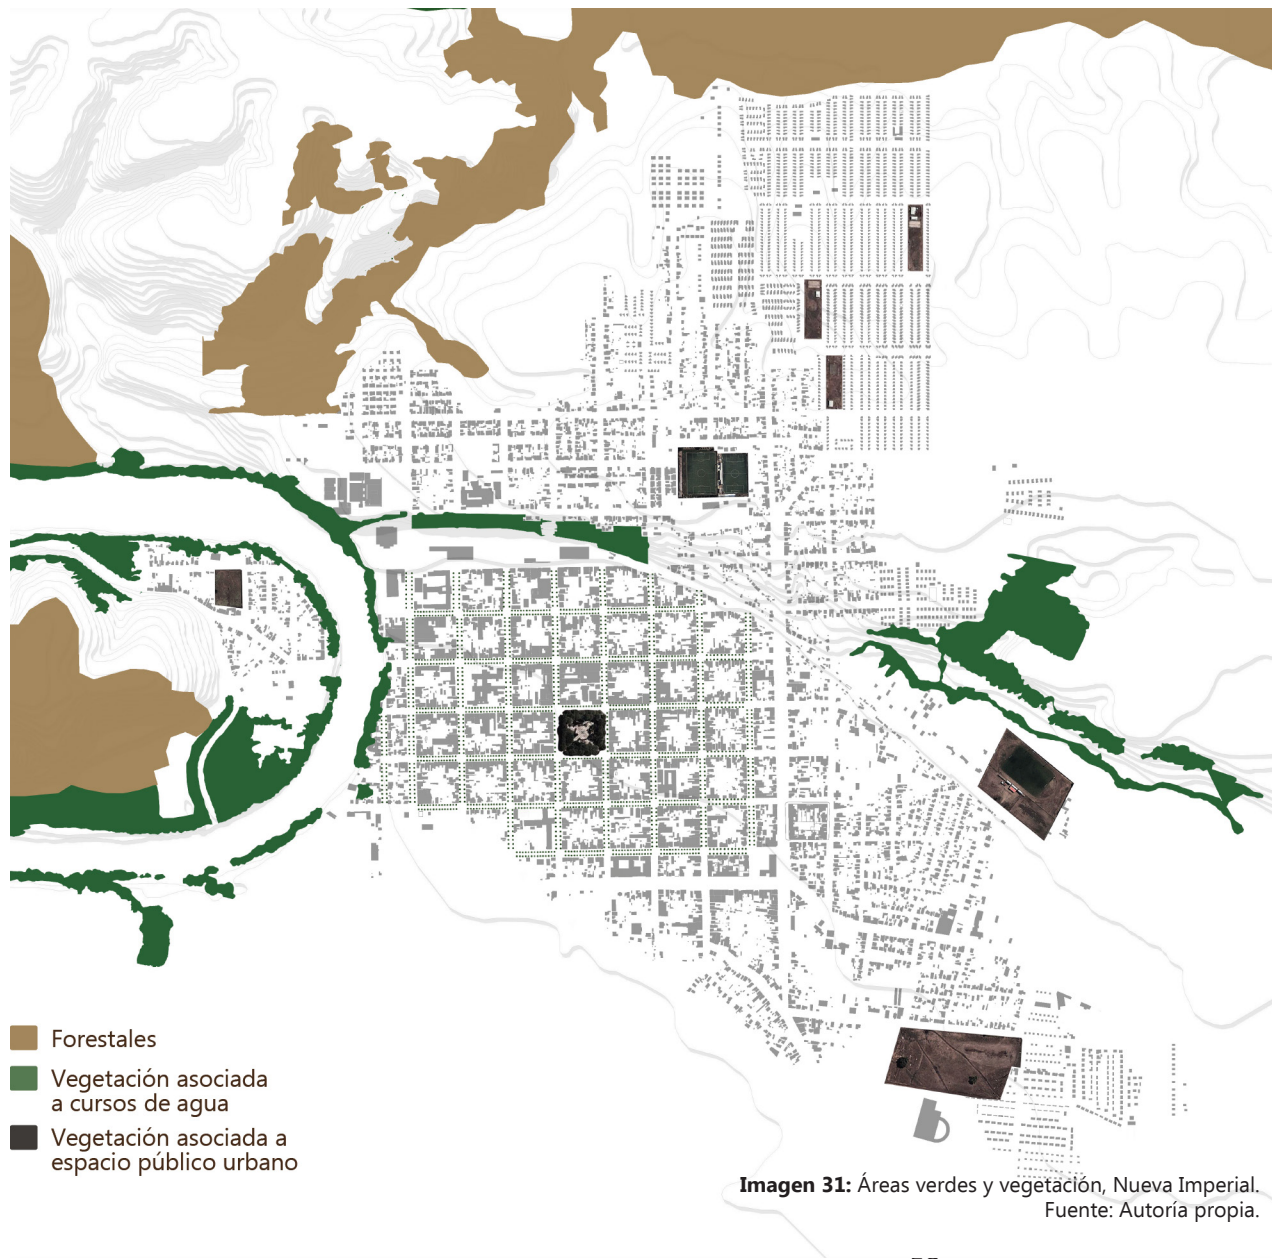 Forestales
Vegetación asociada
a cursos de agua
Vegetación asociada a
espacio público urbano
Imagen 31: Áreas verdes y vegetación, Nueva Imperial.
Fuente: Autoría propia.